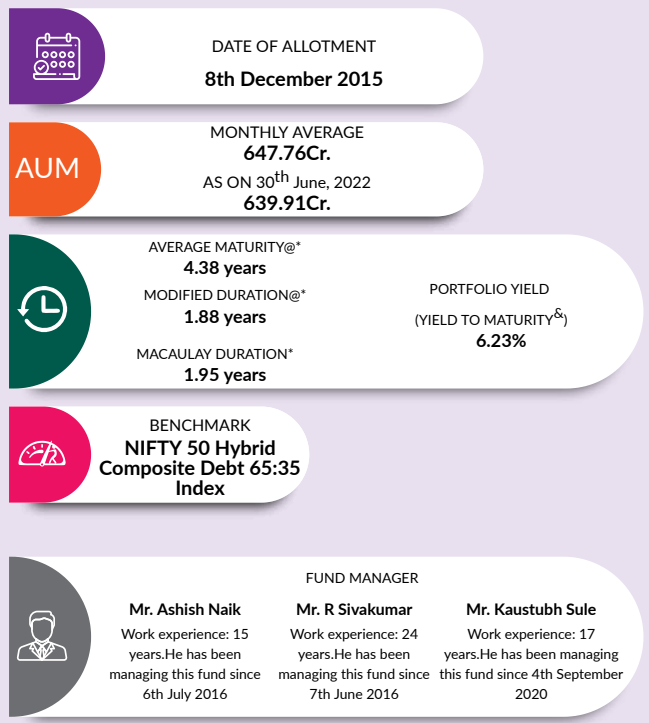 DATE OF ALLOTMENT
8th December 2015
AUM
MONTHLY AVERAGE
647.76Cr.
AS ON 30th June, 2022
639.91Cr.
AVERAGE MATURITY@*
4.38 years
MODIFIED DURATION@*
1.88 years
MACAULAY DURATION*
1.95 years
PORTFOLIO YIELD
(YIELD TO MATURITY&)
6.23%
BENCHMARK
NIFTY 50 Hybrid
Composite Debt 65:35
Index
FUND MANAGER
Mr. Ashish Naik
Work experience: 15
years.He has been
managing this fund since
6th July 2016
Mr. R Sivakumar
Work experience: 24
years.He has been
managing this fund since
7th June 2016
Mr. Kaustubh Sule
Work experience: 17
years.He has been managing
this fund since 4th September
2020